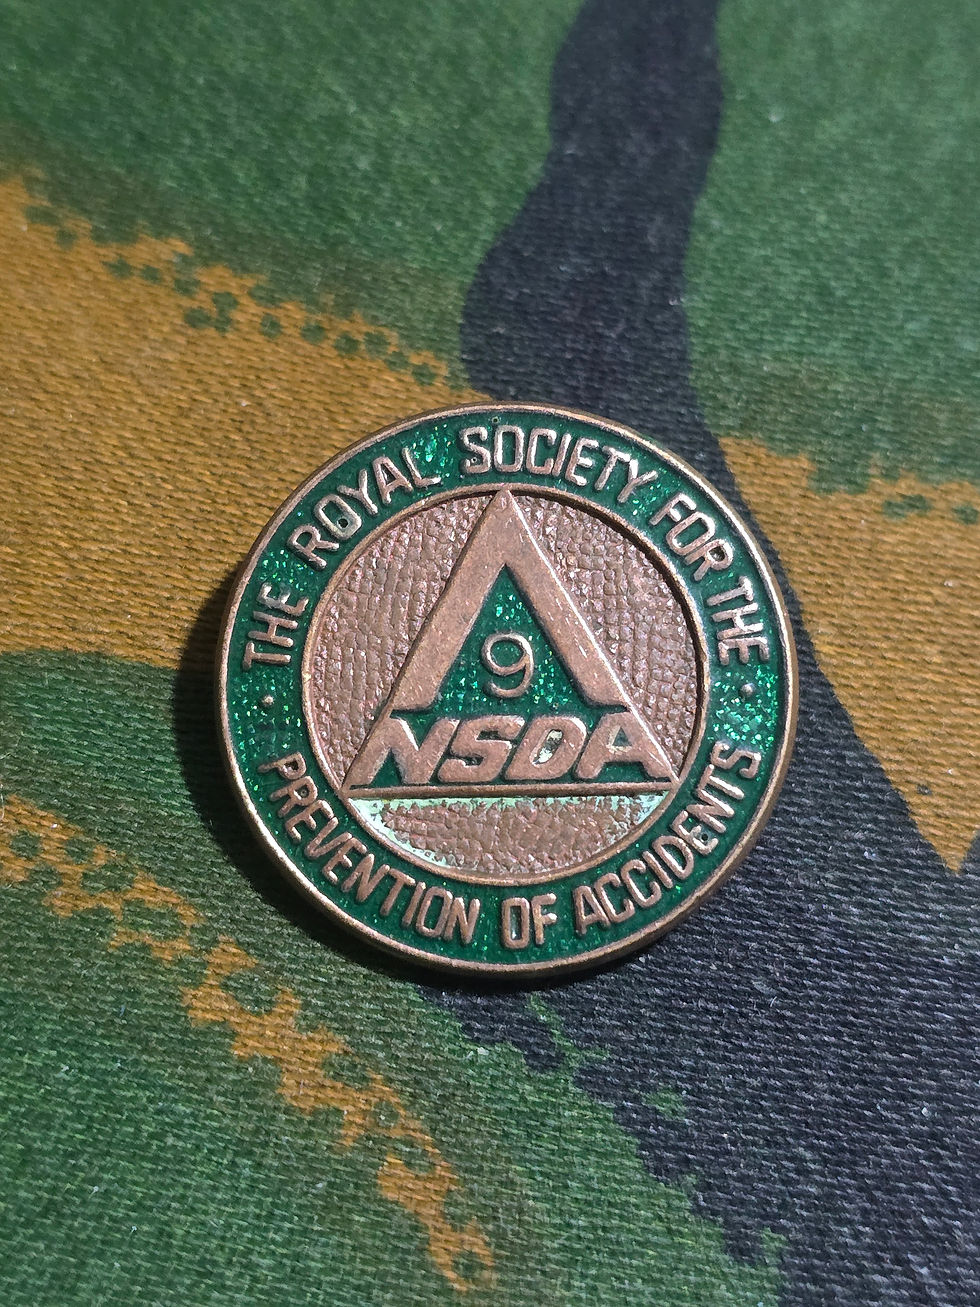 THE ROYAL SOCIETY FOR THE
PREVENTION OF ACCIDENTS
9
NSDA